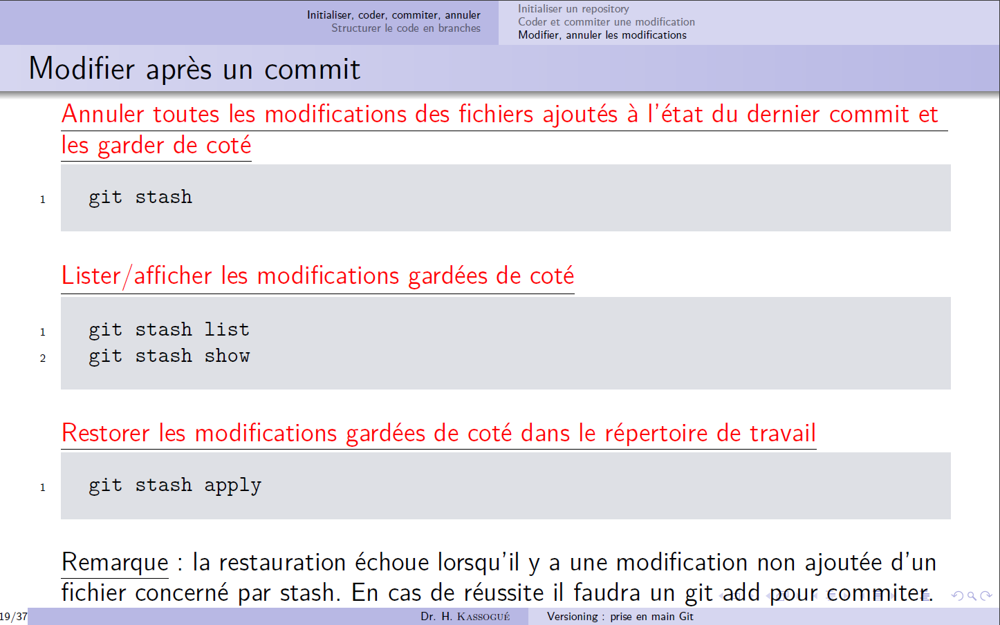 Initialiser, coder, commiter, annuler
Structurer le code en branches
Initialiser un repository
Coder et commiter une modification
Modifier, annuler les modifications
Modifier après un commit
Annuler toutes les modifications des fichiers ajoutés à l'état du dernier commit et
les garder de coté
1 git stash
Lister/afficher les modifications gardées de coté
1 git stash list
2 git stash show
Restorer les modifications gardées de coté dans le répertoire de travail
1 git stash apply
Remarque : la restauration échoue lorsqu'il y a une modification non ajoutée d'un
fichier concerné par stash. En cas de réussite il faudra un git add pour commiter.
19/37
Dr. H. KASSOGUÉ
Versioning : prise en main Git